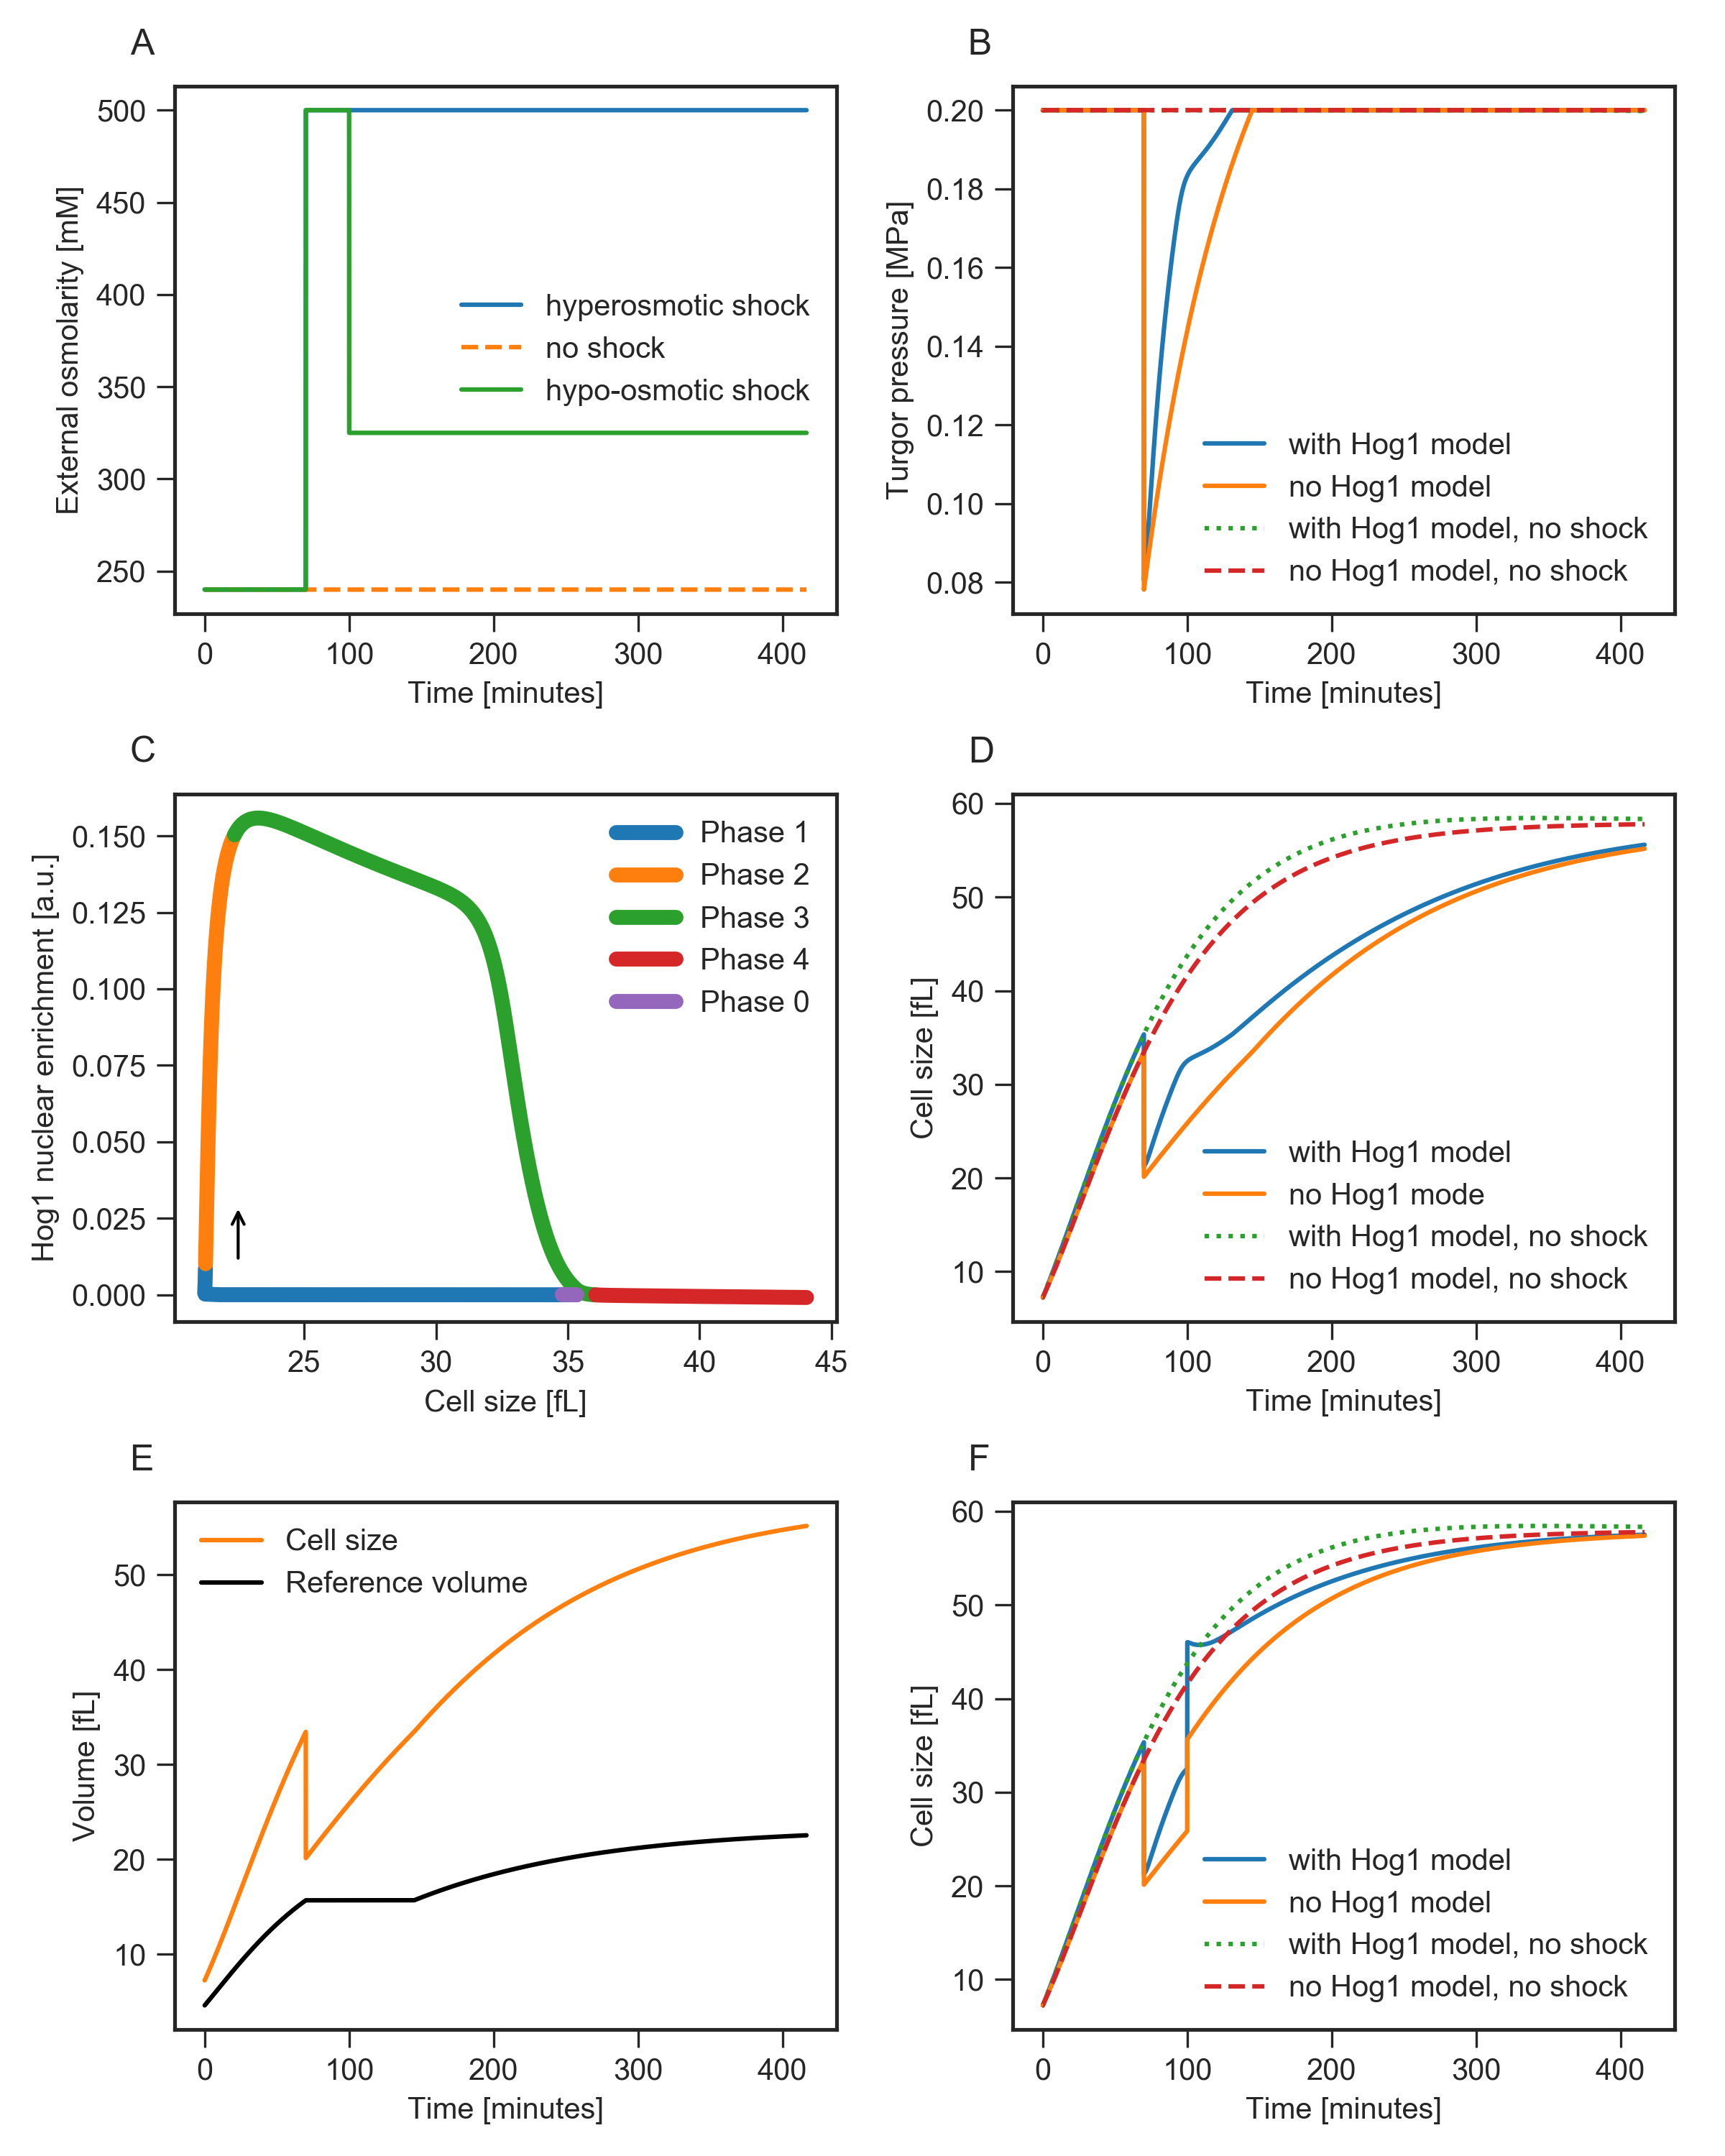 A
External osmolarity [mM]
500
450
400
350
300
250
hyperosmotic shock
no shock
hypo-osmotic shock
0 100 200 300 400
Time [minutes]
B
Turgor pressure [MPa]
0.20
0.18
0.16
0.14
0.12
0.10
0.08
with Hog1 model
no Hog1 model
with Hog1 model, no shock
no Hog1 model, no shock
0 100 200 300 400
Time [minutes]
C
Hog1 nuclear enrichment [a.u.]
0.150
0.125
0.100
0.075
0.050
0.025
0.000
Phase 1
Phase 2
Phase 3
Phase 4
Phase 0
25 30 35 40 45
Cell size [fL]
D
Cell size [fL]
60
50
40
30
20
10
with Hog1 model
no Hog1 mode
with Hog1 model, no shock
no Hog1 model, no shock
0 100 200 300 400
Time [minutes]
E
Volume [fL]
50
40
30
20
10
Cell size
Reference volume
0 100 200 300 400
Time [minutes]
F
Cell size [fL]
60
50
40
30
20
10
with Hog1 model
no Hog1 model
with Hog1 model, no shock
no Hog1 model, no shock
0 100 200 300 400
Time [minutes]